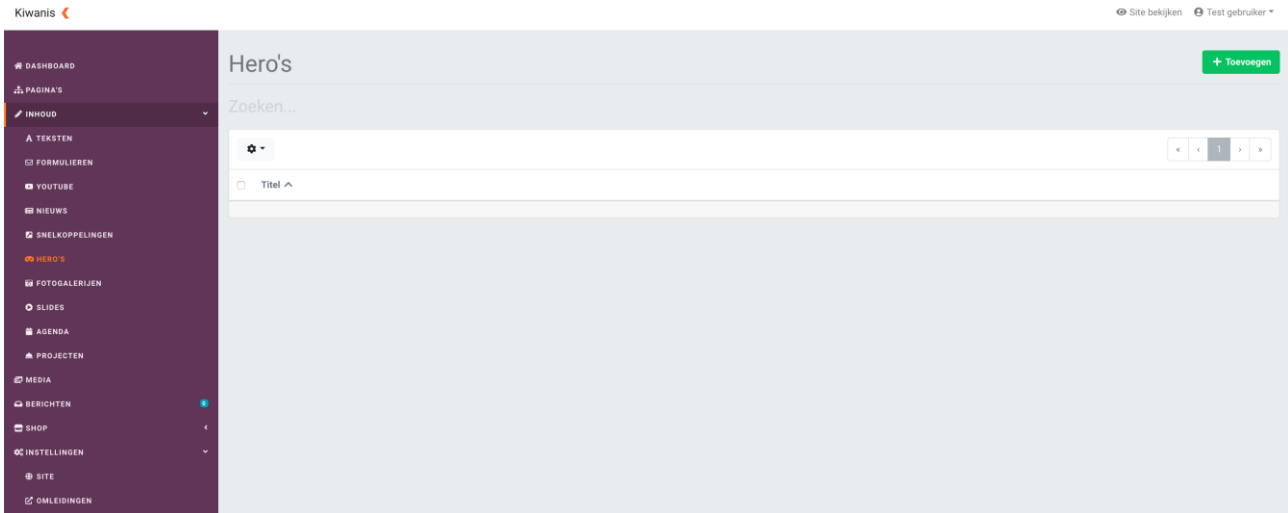 Kiwanis
Site bekijken
Test gebruiker
DASHBOARD
PAGINA'S
INHOUD
TEKSTEN
FORMULIEREN
YOUTUBE
NIEUWS
SNELKOPPELINGEN
HERO'S
FOTOGALERIJEN
SLIDES
AGENDA
PROJECTEN
MEDIA
BERICHTEN 0
SHOP
INSTELLINGEN
SITE
OMLEIDINGEN
Hero's
+ Toevoegen
Zoeken...
« ‹ 1 › »
Titel